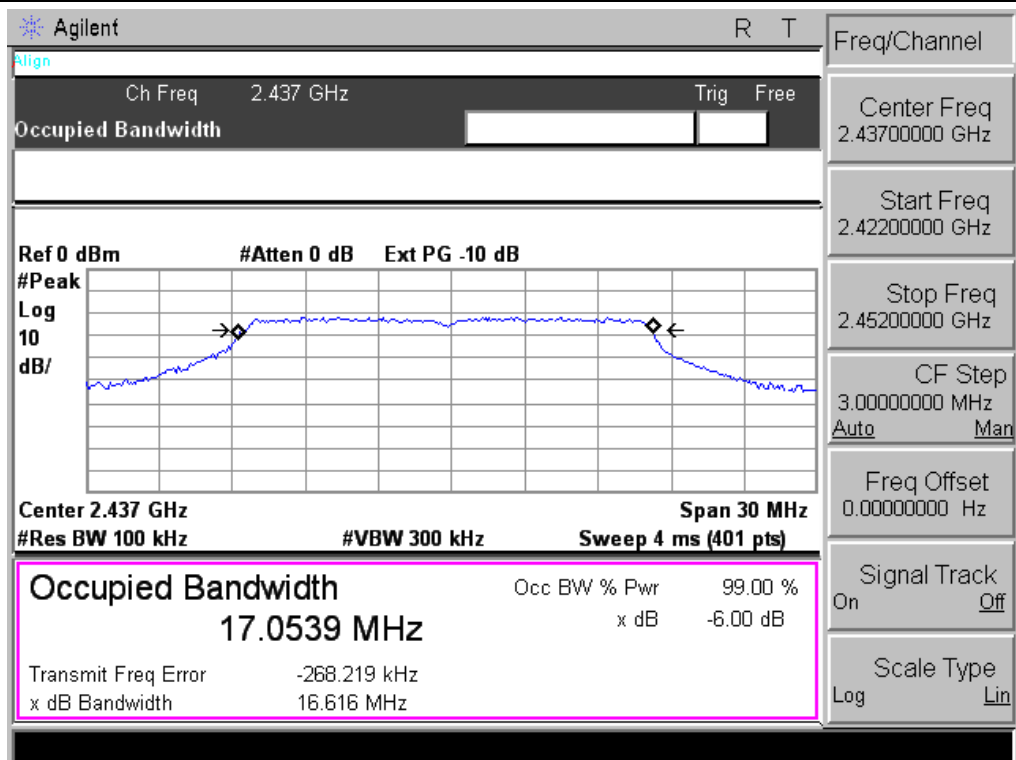 Agilent R T
Align
Ch Freq 2.437 GHz Trig Free
Occupied Bandwidth
Ref 0 dBm #Atten 0 dB Ext PG -10 dB
#Peak
Log
10
dB/
Center 2.437 GHz Span 30 MHz
#Res BW 100 kHz #VBW 300 kHz Sweep 4 ms (401 pts)
Occupied Bandwidth Occ BW % Pwr 99.00 %
17.0539 MHz x dB -6.00 dB
Transmit Freq Error -268.219 kHz
x dB Bandwidth 16.616 MHz
Freq/Channel
Center Freq
2.43700000 GHz
Start Freq
2.42200000 GHz
Stop Freq
2.45200000 GHz
CF Step
3.00000000 MHz
Auto Man
Freq Offset
0.00000000 Hz
Signal Track
On Off
Scale Type
Log Lin